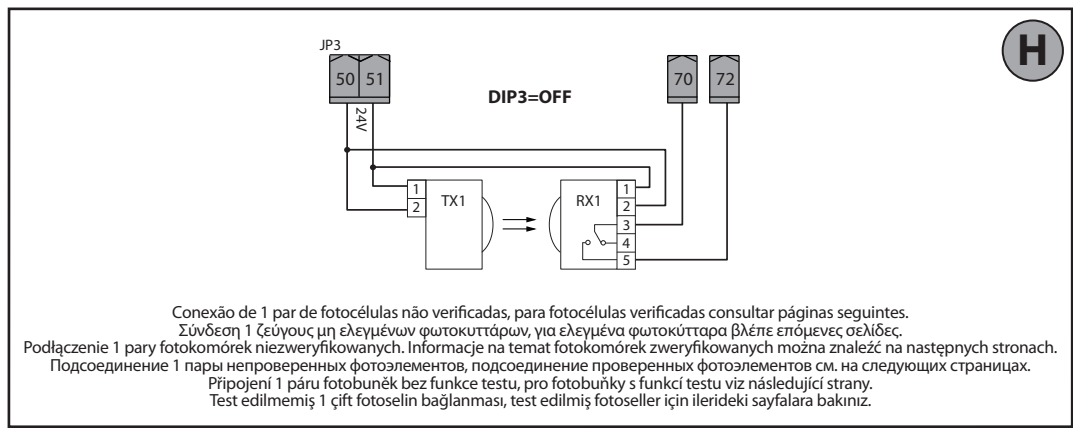 H
JP3
50 51
70 72
24V
DIP3=OFF
1
2
TX1
RX1
1
2
3
4
5
Conexão de 1 par de fotocélulas não verificadas, para fotocélulas verificadas consultar páginas seguintes.
Σύνδεση 1 ζεύγους μη ελεγμένων φωτοκυττάρων, για ελεγμένα φωτοκύτταρα βλέπε επόμενες σελίδες.
Podłączenie 1 pary fotokomórek niezweryfikowanych. Informacje na temat fotokomórek zweryfikowanych można znaleźć na następnych stronach.
Подсоединение 1 пары непроверенных фотоэлементов, подсоединение проверенных фотоэлементов см. на следующих страницах.
Připojení 1 páru fotobuněk bez funkce testu, pro fotobuňky s funkcí testu viz následující strany.
Test edilmemiş 1 çift fotoselin bağlanması, test edilmiş fotoseller için ilerideki sayfalara bakınız.